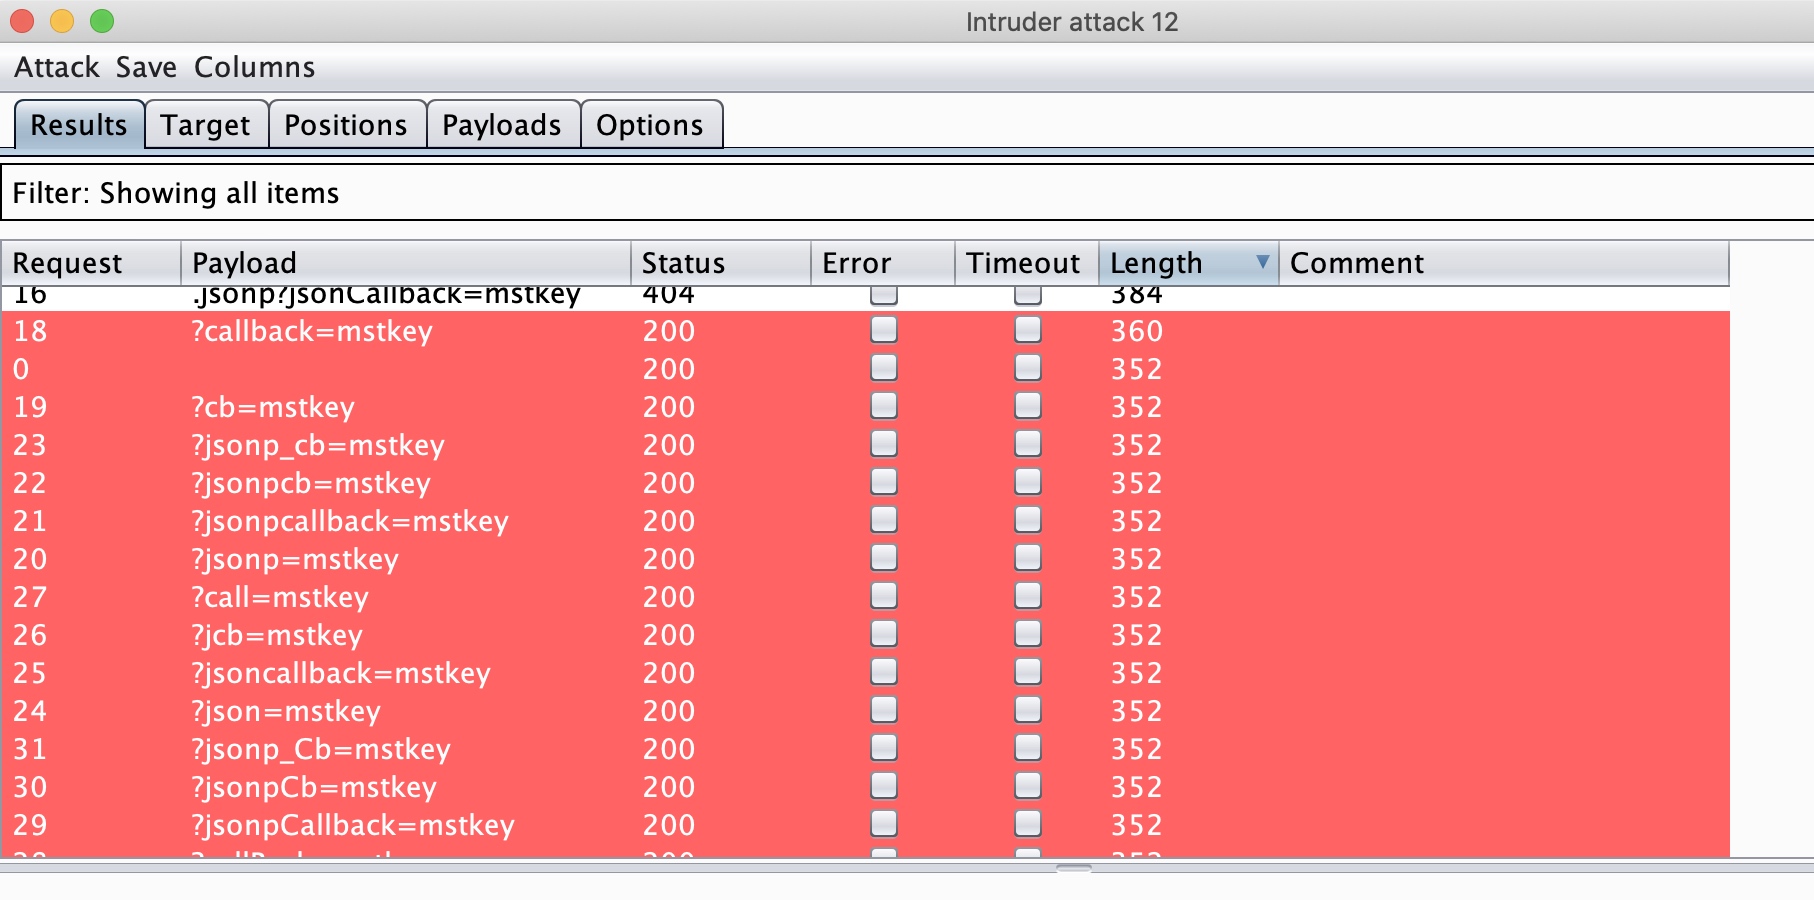 Intruder attack 12
Attack Save Columns
Results Target Positions Payloads Options
Filter: Showing all items
Request Payload Status Error Timeout Length Comment
16 .jsonp?jsonCallback=mstkey 404 384
18 ?callback=mstkey 200 360
0 200 352
19 ?cb=mstkey 200 352
23 ?jsonp_cb=mstkey 200 352
22 ?jsonpcb=mstkey 200 352
21 ?jsonpcallback=mstkey 200 352
20 ?jsonp=mstkey 200 352
27 ?call=mstkey 200 352
26 ?jcb=mstkey 200 352
25 ?jsoncallback=mstkey 200 352
24 ?json=mstkey 200 352
31 ?jsonp_Cb=mstkey 200 352
30 ?jsonpCb=mstkey 200 352
29 ?jsonpCallback=mstkey 200 352